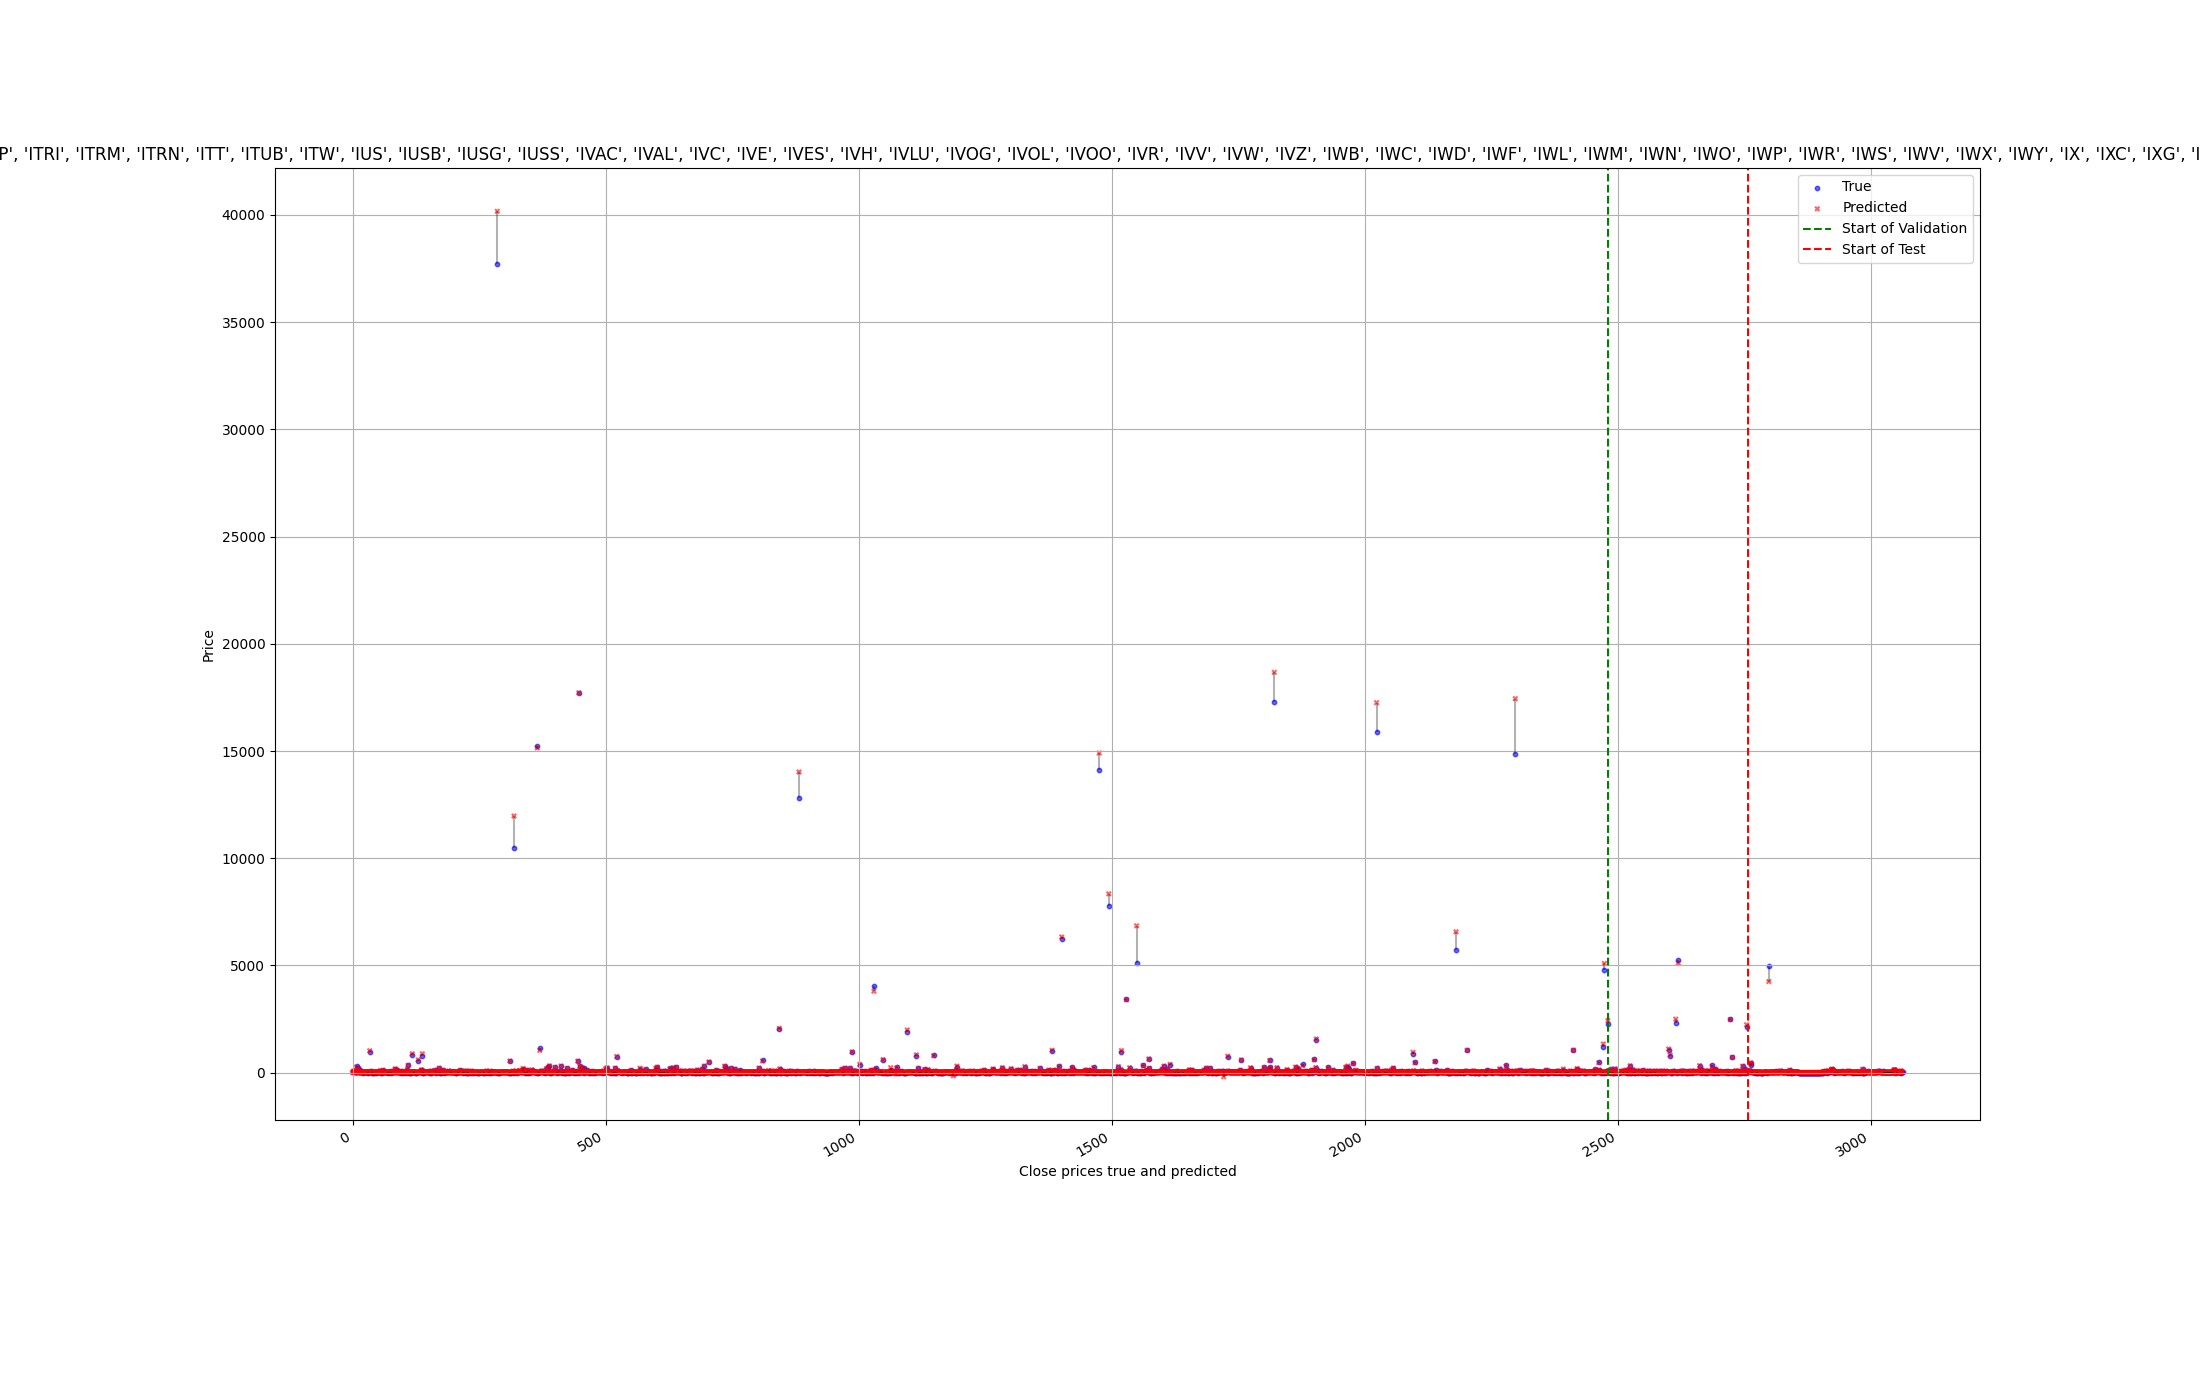 P', 'ITRI', 'ITRM', 'ITRN', 'ITT', 'ITUB', 'ITW', 'IUS', 'IUSB', 'IUSG', 'IUSS', 'IVAC', 'IVAL', 'IVC', 'IVE', 'IVES', 'IVH', 'IVLU', 'IVOG', 'IVOL', 'IVOO', 'IVR', 'IVV', 'IVW', 'IVZ', 'IWB', 'IWC', 'IWD', 'IWF', 'IWL', 'IWM', 'IWN', 'IWO', 'IWP', 'IWR', 'IWS', 'IWV', 'IWX', 'IWY', 'IX', 'IXC', 'IXG', 'I
True
Predicted
Start of Validation
Start of Test
40000
35000
30000
25000
20000
15000
10000
5000
0
Price
0 500 1000 1500 2000 2500 3000
Close prices true and predicted